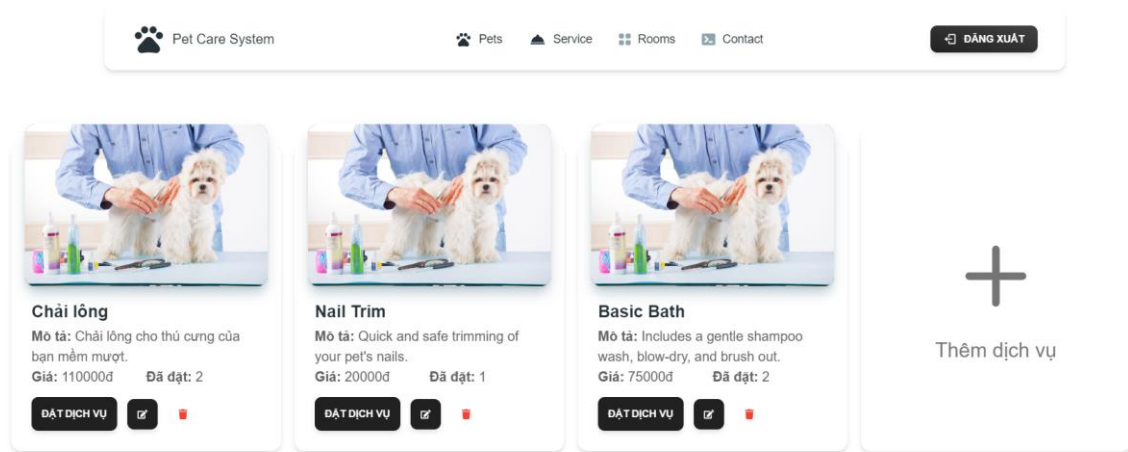 Pet Care System
Pets
Service
Rooms
Contact
ĐĂNG XUẤT
Chải lông
Mô tả: Chải lông cho thú cưng của
bạn mềm mượt.
Giá: 110000đ Đã đặt: 2
ĐẶT DỊCH VỤ
Nail Trim
Mô tả: Quick and safe trimming of
your pet's nails.
Giá: 20000đ Đã đặt: 1
ĐẶT DỊCH VỤ
Basic Bath
Mô tả: Includes a gentle shampoo
wash, blow-dry, and brush out.
Giá: 75000đ Đã đặt: 2
ĐẶT DỊCH VỤ
Thêm dịch vụ